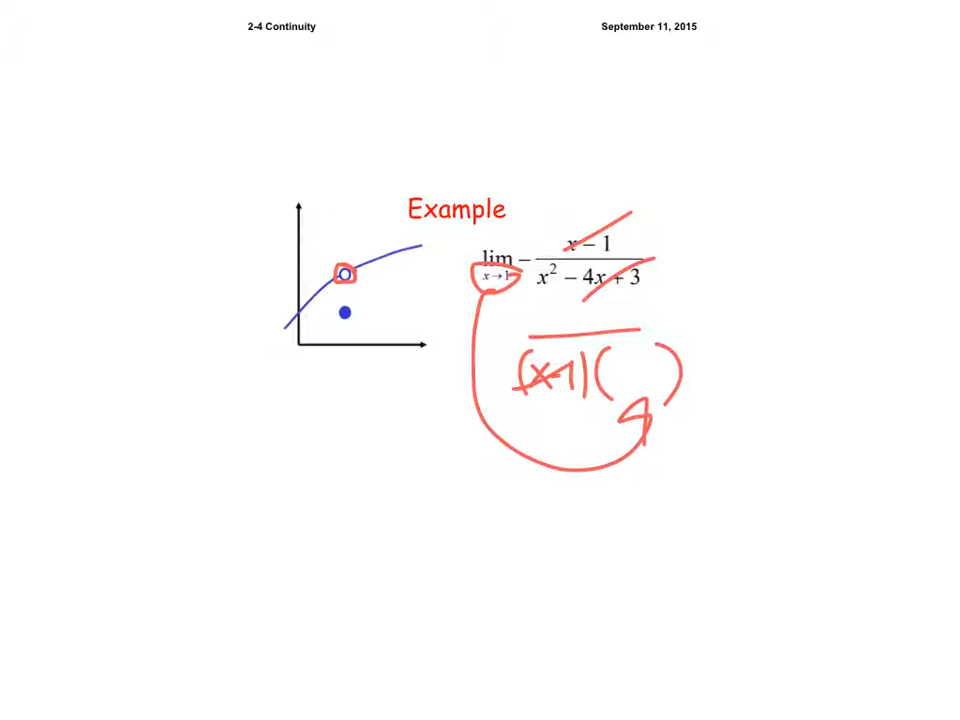 2-4 Continuity September 11, 2015
Example
lim x→1 − (x − 1)/(x² − 4x + 3)
(x-1)( )